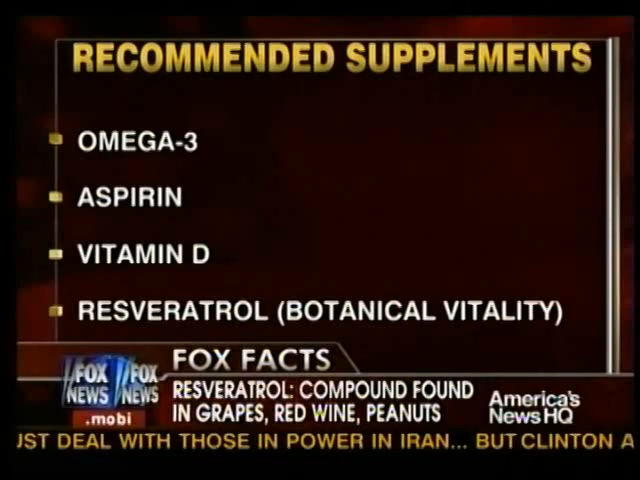 RECOMMENDED SUPPLEMENTS
OMEGA-3
ASPIRIN
VITAMIN D
RESVERATROL (BOTANICAL VITALITY)
FOX FACTS
FOX NEWS FOX NEWS
.mobi
RESVERATROL: COMPOUND FOUND
IN GRAPES, RED WINE, PEANUTS
America's
News HQ
UST DEAL WITH THOSE IN POWER IN IRAN... BUT CLINTON A